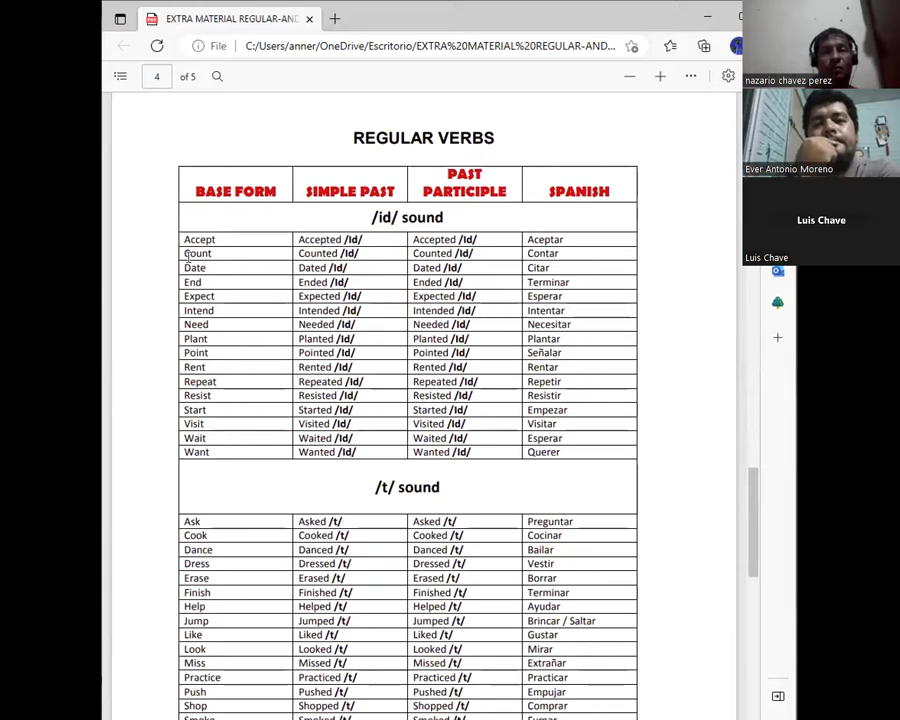 EXTRA MATERIAL REGULAR-AND
File C:/Users/anner/OneDrive/Escritorio/EXTRA%20MATERIAL%20REGULAR-AND...
4 of 5
nazario chavez perez
Ever Antonio Moreno
Luis Chave
Luis Chave
REGULAR VERBS
BASE FORM SIMPLE PAST PAST PARTICIPLE SPANISH
/id/ sound
Accept Accepted /Id/ Accepted /Id/ Aceptar
Count Counted /Id/ Counted /Id/ Contar
Date Dated /Id/ Dated /Id/ Citar
End Ended /Id/ Ended /Id/ Terminar
Expect Expected /Id/ Expected /Id/ Esperar
Intend Intended /Id/ Intended /Id/ Intentar
Need Needed /Id/ Needed /Id/ Necesitar
Plant Planted /Id/ Planted /Id/ Plantar
Point Pointed /Id/ Pointed /Id/ Señalar
Rent Rented /Id/ Rented /Id/ Rentar
Repeat Repeated /Id/ Repeated /Id/ Repetir
Resist Resisted /Id/ Resisted /Id/ Resistir
Start Started /Id/ Started /Id/ Empezar
Visit Visited /Id/ Visited /Id/ Visitar
Wait Waited /Id/ Waited /Id/ Esperar
Want Wanted /Id/ Wanted /Id/ Querer
/t/ sound
Ask Asked /t/ Asked /t/ Preguntar
Cook Cooked /t/ Cooked /t/ Cocinar
Dance Danced /t/ Danced /t/ Bailar
Dress Dressed /t/ Dressed /t/ Vestir
Erase Erased /t/ Erased /t/ Borrar
Finish Finished /t/ Finished /t/ Terminar
Help Helped /t/ Helped /t/ Ayudar
Jump Jumped /t/ Jumped /t/ Brincar / Saltar
Like Liked /t/ Liked /t/ Gustar
Look Looked /t/ Looked /t/ Mirar
Miss Missed /t/ Missed /t/ Extrañar
Practice Practiced /t/ Practiced /t/ Practicar
Push Pushed /t/ Pushed /t/ Empujar
Shop Shopped /t/ Shopped /t/ Comprar
Smoke Smoked /t/ Smoked /t/ Fumar